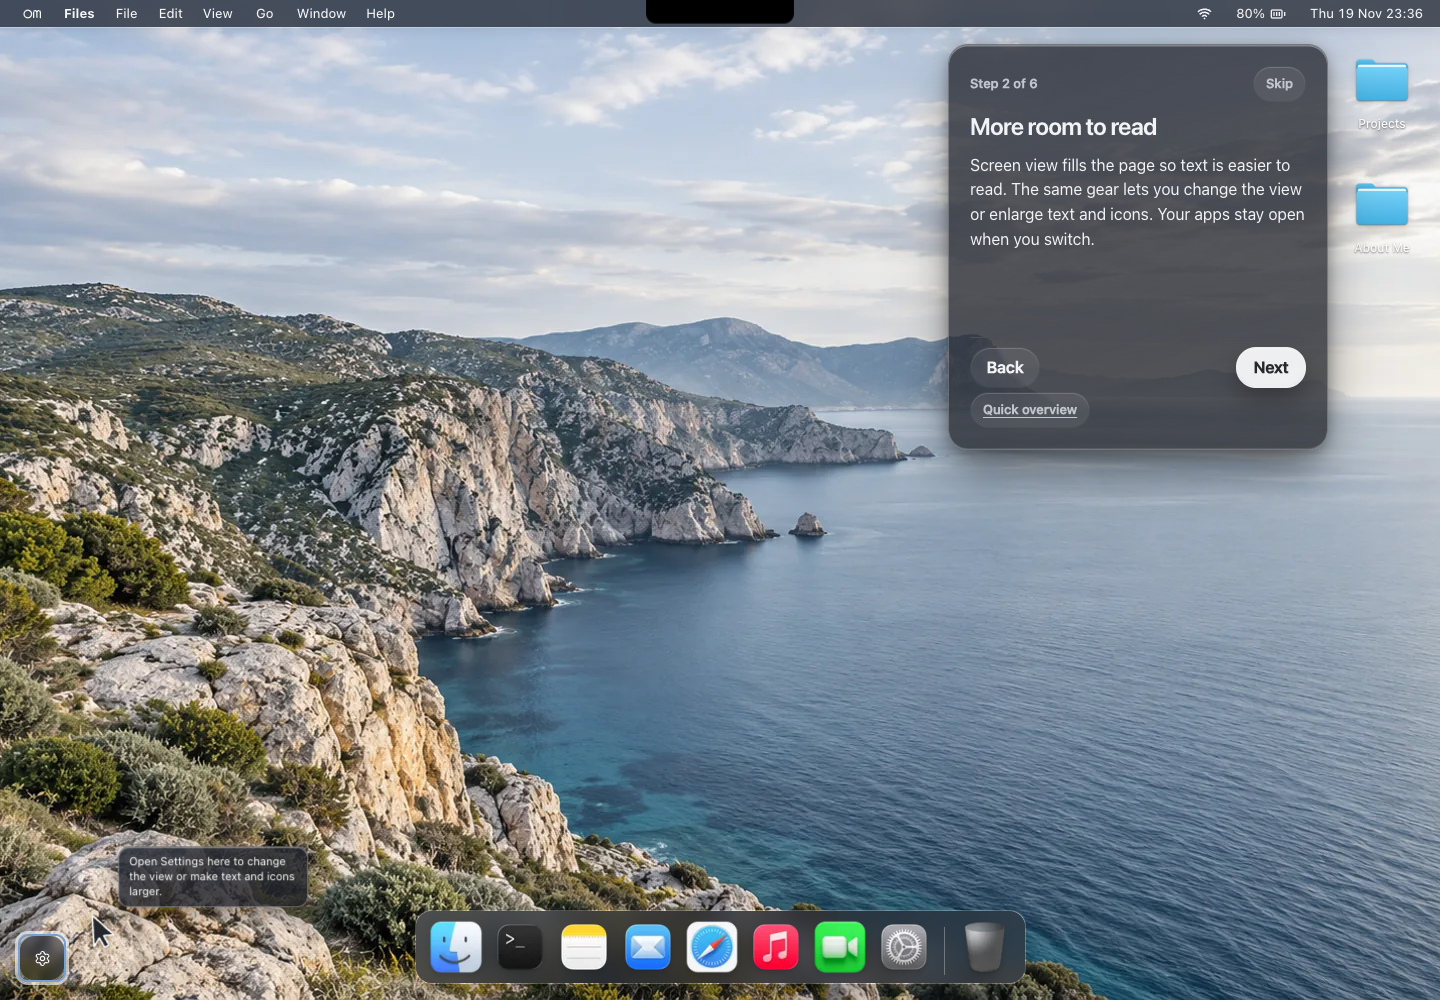 Om Files File Edit View Go Window Help 80% Thu 19 Nov 23:36
Step 2 of 6 Skip
More room to read
Screen view fills the page so text is easier to
read. The same gear lets you change the view
or enlarge text and icons. Your apps stay open
when you switch.
Back Next
Quick overview
Projects
About Me
Open Settings here to change
the view or make text and icons
larger.
>_